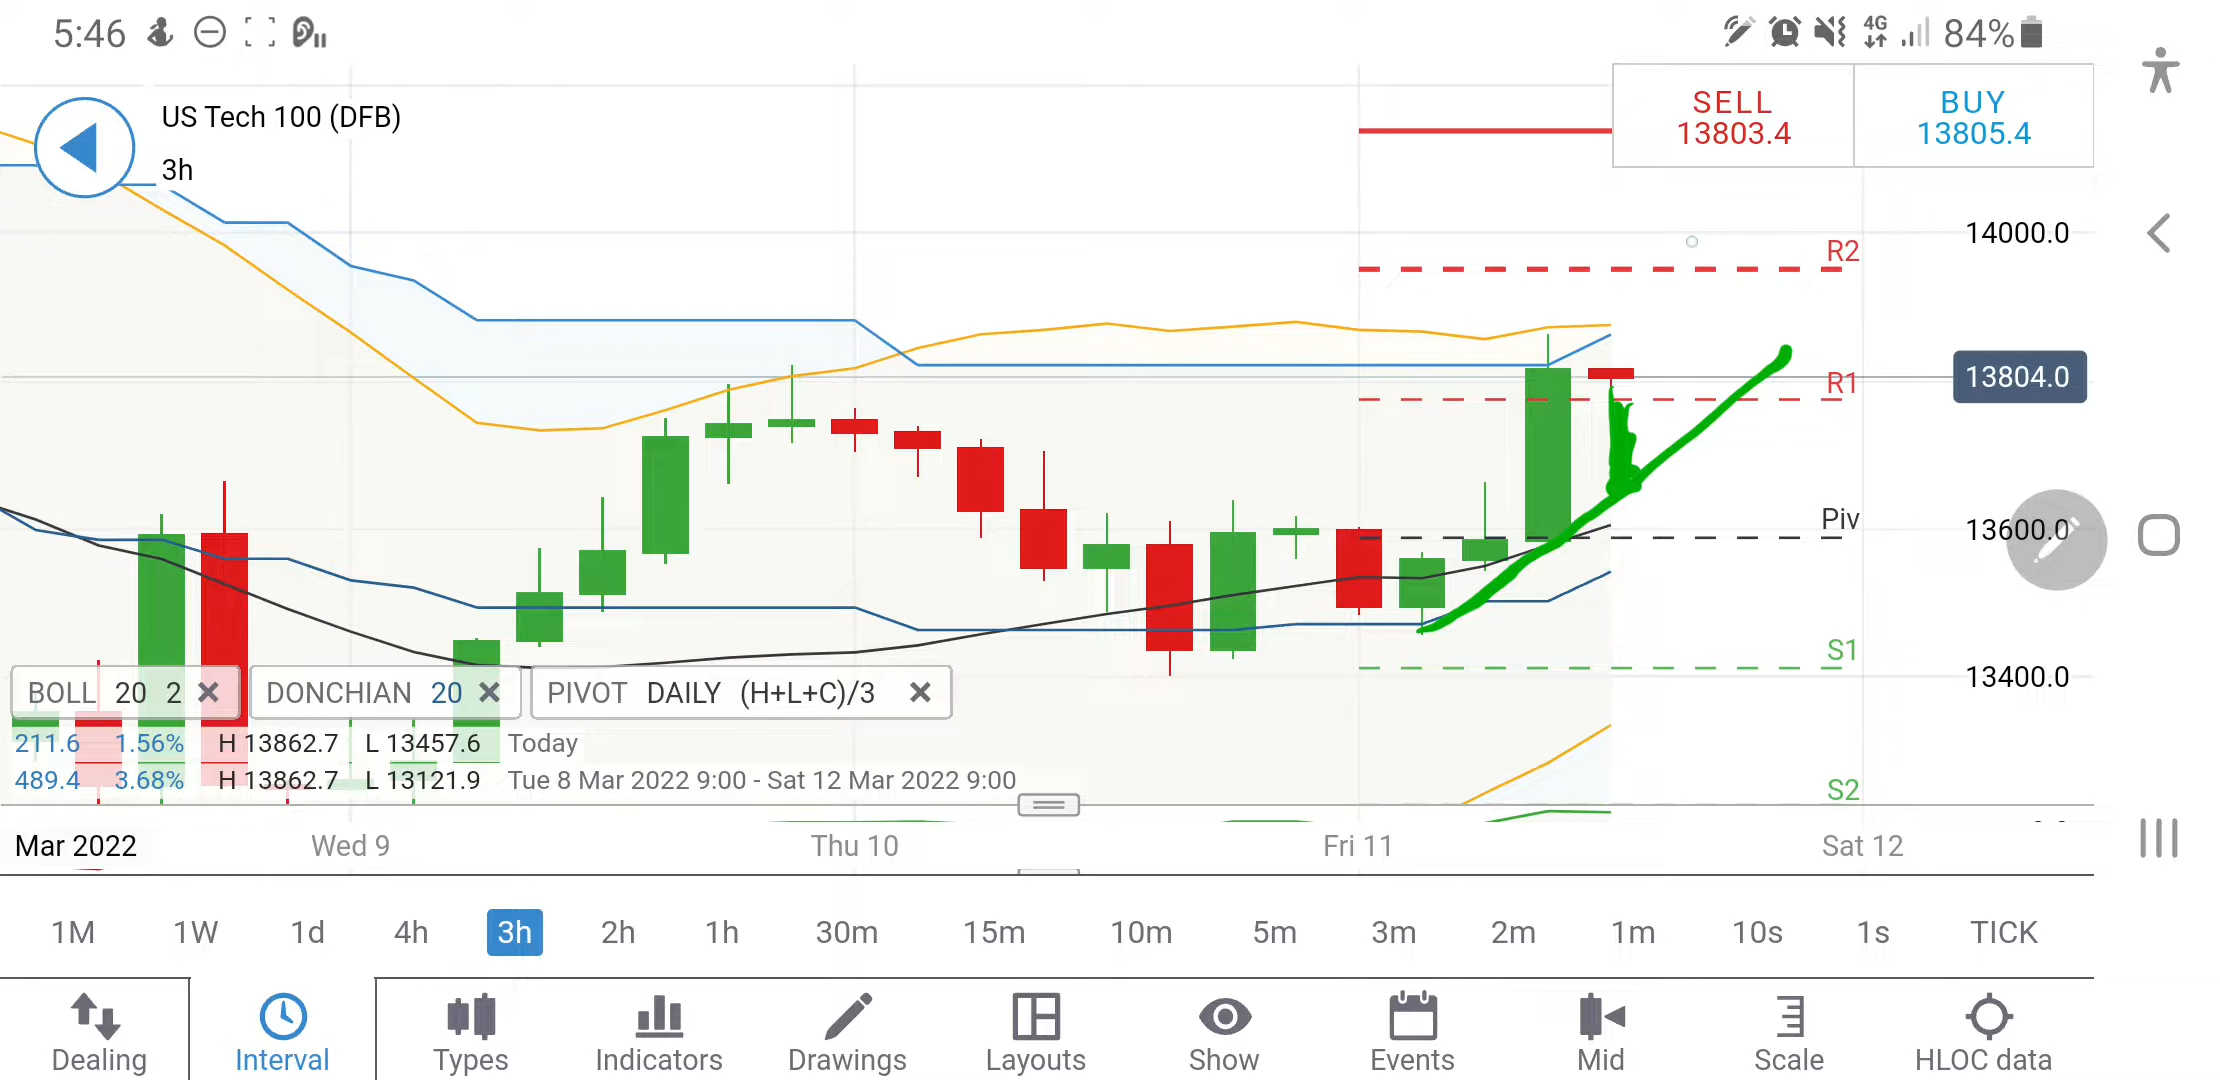 5:46
4G
84%
US Tech 100 (DFB)
3h
SELL
13803.4
BUY
13805.4
14000.0
R2
13804.0
R1
Piv
13600.0
S1
13400.0
BOLL 20 2
DONCHIAN 20
PIVOT DAILY (H+L+C)/3
211.6 1.56% H 13862.7 L 13457.6 Today
489.4 3.68% H 13862.7 L 13121.9 Tue 8 Mar 2022 9:00 - Sat 12 Mar 2022 9:00
S2
Mar 2022 Wed 9 Thu 10 Fri 11 Sat 12
1M 1W 1d 4h 3h 2h 1h 30m 15m 10m 5m 3m 2m 1m 10s 1s TICK
Dealing Interval Types Indicators Drawings Layouts Show Events Mid Scale HLOC data